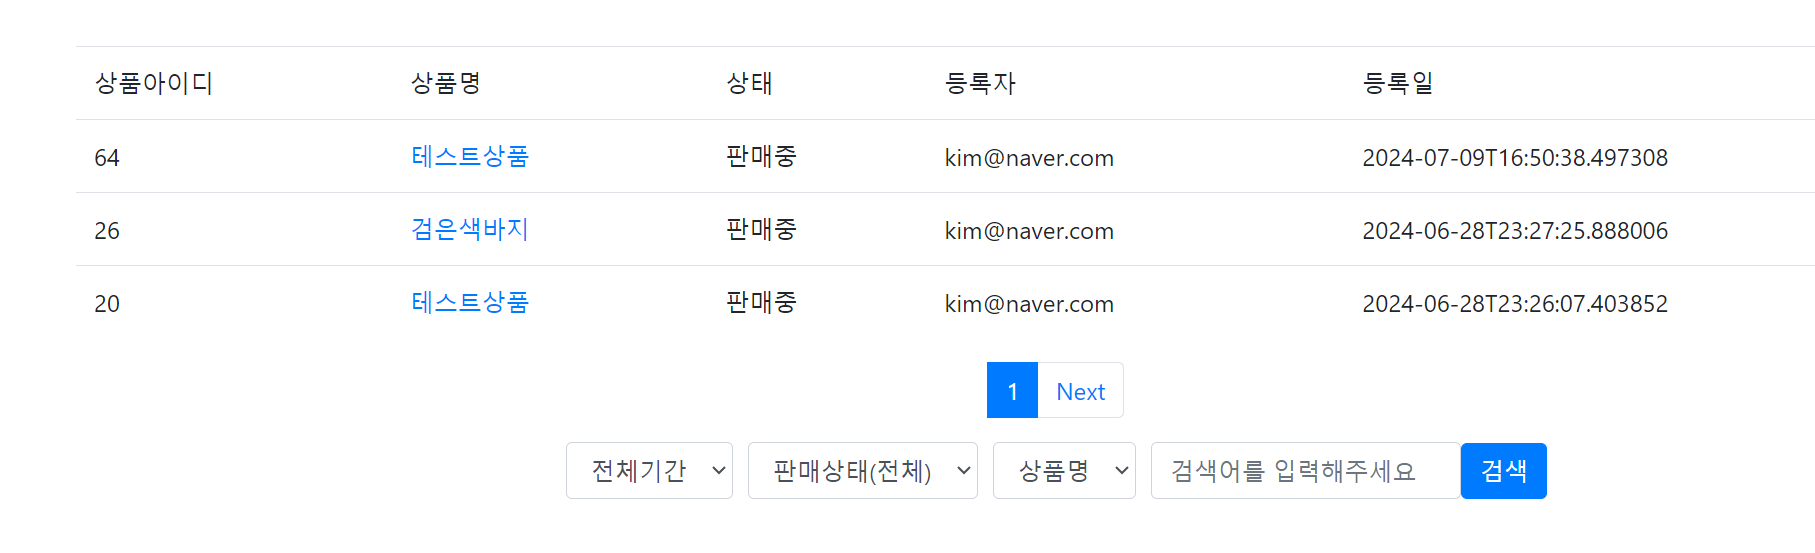 상품아이디 상품명 상태 등록자 등록일
64 테스트상품 판매중 kim@naver.com 2024-07-09T16:50:38.497308
26 검은색바지 판매중 kim@naver.com 2024-06-28T23:27:25.888006
20 테스트상품 판매중 kim@naver.com 2024-06-28T23:26:07.403852
1 Next
전체기간 판매상태(전체) 상품명 검색어를 입력해주세요 검색